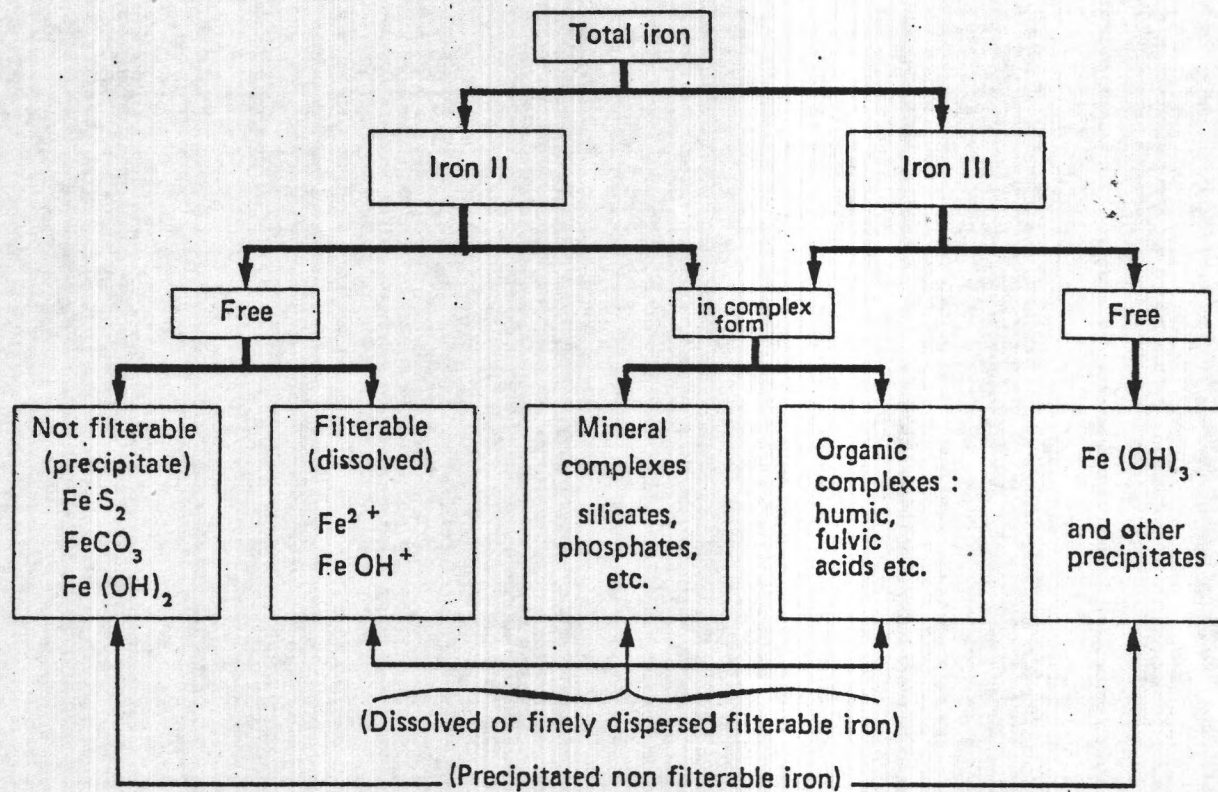 Total iron
Iron II
Iron III
Free
in complex
form
Free
Not filterable
(precipitate)
FeS₂
FeCO₃
Fe(OH)₂
Filterable
(dissolved)
Fe²⁺
FeOH⁺
Mineral
complexes
silicates,
phosphates,
etc.
Organic
complexes :
humic,
fulvic
acids etc.
Fe(OH)₃
and other
precipitates
(Dissolved or finely dispersed filterable iron)
(Precipitated non filterable iron)